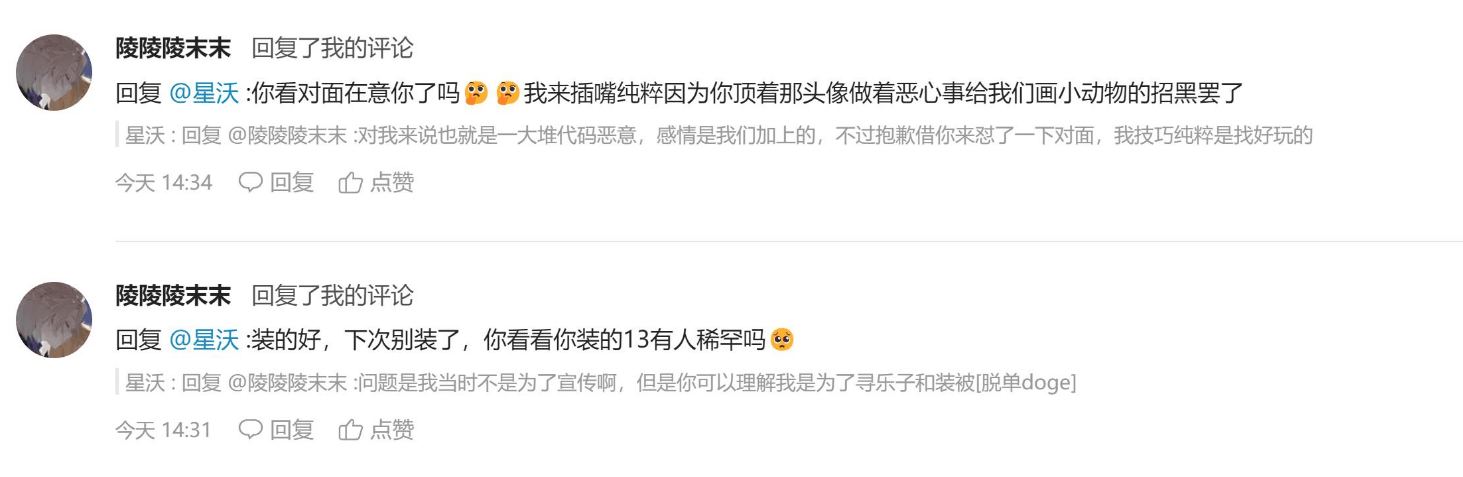 陵陵陵末末 回复了我的评论
回复 @星沃 :你看对面在意你了吗🤔🤔我来插嘴纯粹因为你顶着那头像做着恶心事给我们画小动物的招黑罢了
星沃 : 回复 @陵陵陵末末 :对我来说也就是一大堆代码恶意，感情是我们加上的，不过抱歉借你来怼了一下对面，我技巧纯粹是找好玩的
今天 14:34 回复 点赞
陵陵陵末末 回复了我的评论
回复 @星沃 :装的好，下次别装了，你看看你装的13有人稀罕吗🥺
星沃 : 回复 @陵陵陵末末 :问题是我当时不是为了宣传啊，但是你可以理解我是为了寻乐子和装被[脱单doge]
今天 14:31 回复 点赞